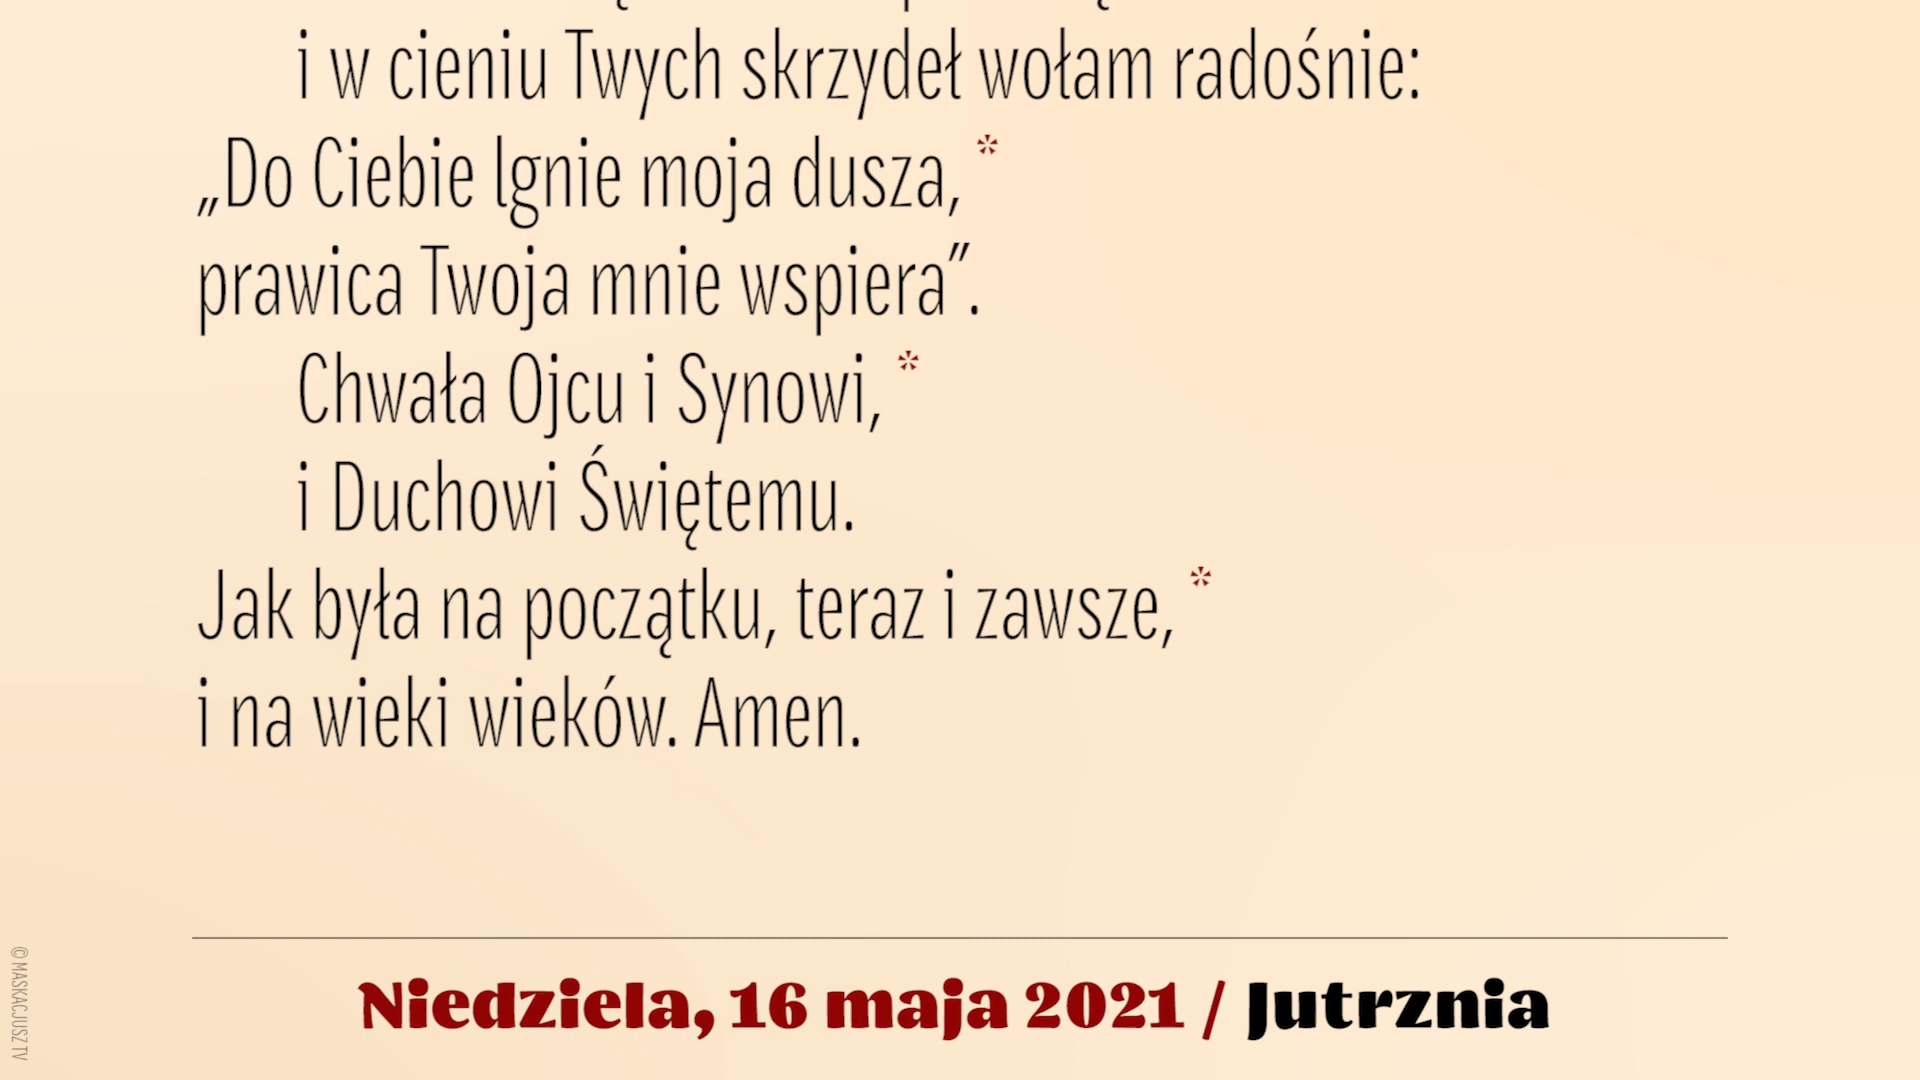 i w cieniu Twych skrzydeł wołam radośnie:
„Do Ciebie lgnie moja dusza, *
prawica Twoja mnie wspiera”.
Chwała Ojcu i Synowi, *
i Duchowi Świętemu.
Jak była na początku, teraz i zawsze, *
i na wieki wieków. Amen.
Niedziela, 16 maja 2021 / Jutrznia
© MASKACJUSZ TV